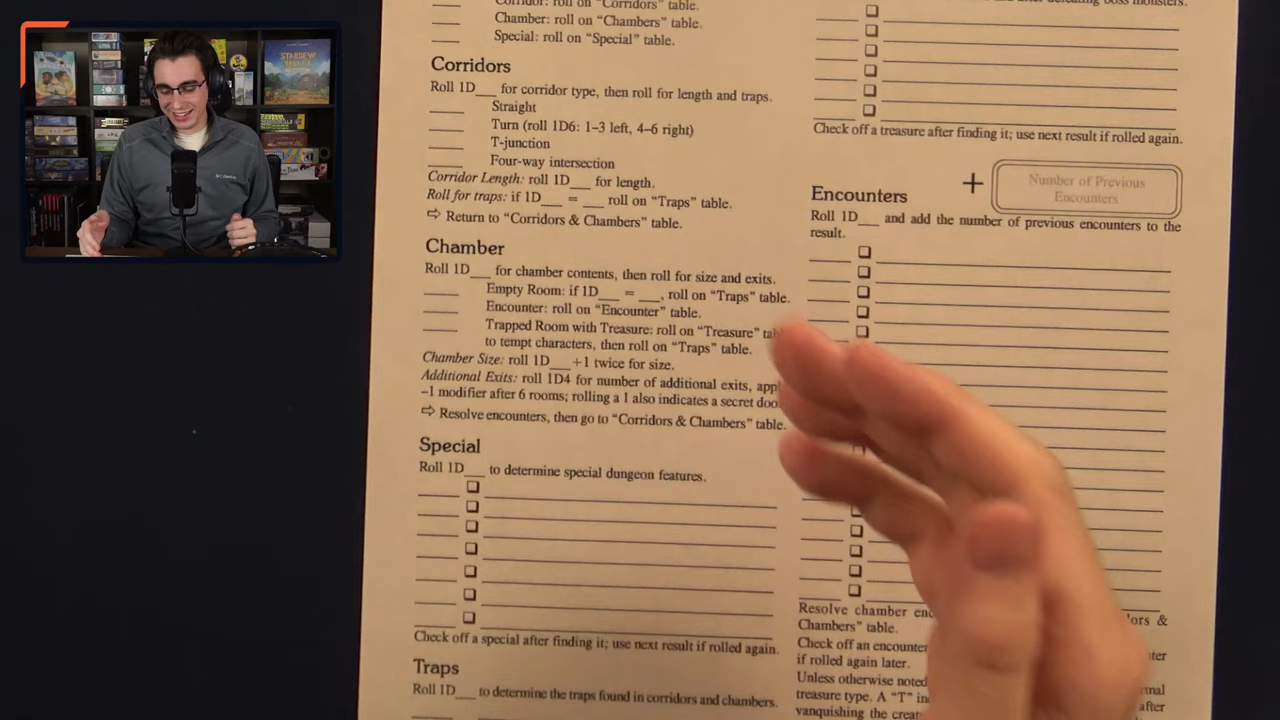 STARDEW VALLEY
Columbia
Corridor: roll on "Corridors" table.
Chamber: roll on "Chambers" table.
Special: roll on "Special" table.
Corridors
Roll 1D___ for corridor type, then roll for length and traps.
Straight
Turn (roll 1D6: 1–3 left, 4–6 right)
T-junction
Four-way intersection
Corridor Length: roll 1D___ for length.
Roll for traps: if 1D___ = ___ roll on "Traps" table.
⇨ Return to "Corridors & Chambers" table.
Chamber
Roll 1D___ for chamber contents, then roll for size and exits.
Empty Room: if 1D___ = ___, roll on "Traps" table.
Encounter: roll on "Encounter" table.
Trapped Room with Treasure: roll on "Treasure"
to tempt characters, then roll on "Traps" table.
Chamber Size: roll 1D___ +1 twice for size.
Additional Exits: roll 1D4 for number of additional exits,
–1 modifier after 6 rooms; rolling a 1 also indicates a secret
⇨ Resolve encounters, then go to "Corridors & Chambers" table.
Special
Roll 1D___ to determine special dungeon features.
Check off a special after finding it; use next result if rolled again.
Traps
Roll 1D___ to determine the traps found in corridors and chambers.
after defeating boss monsters.
Check off a treasure after finding it; use next result if rolled again.
Encounters
+ Number of Previous
Encounters
Roll 1D___ and add the number of previous encounters to the
result.
Resolve chamber
Chambers" table.
Check off an encounter
if rolled again later.
Unless otherwise noted
treasure type. A "T"
vanquishing the
after